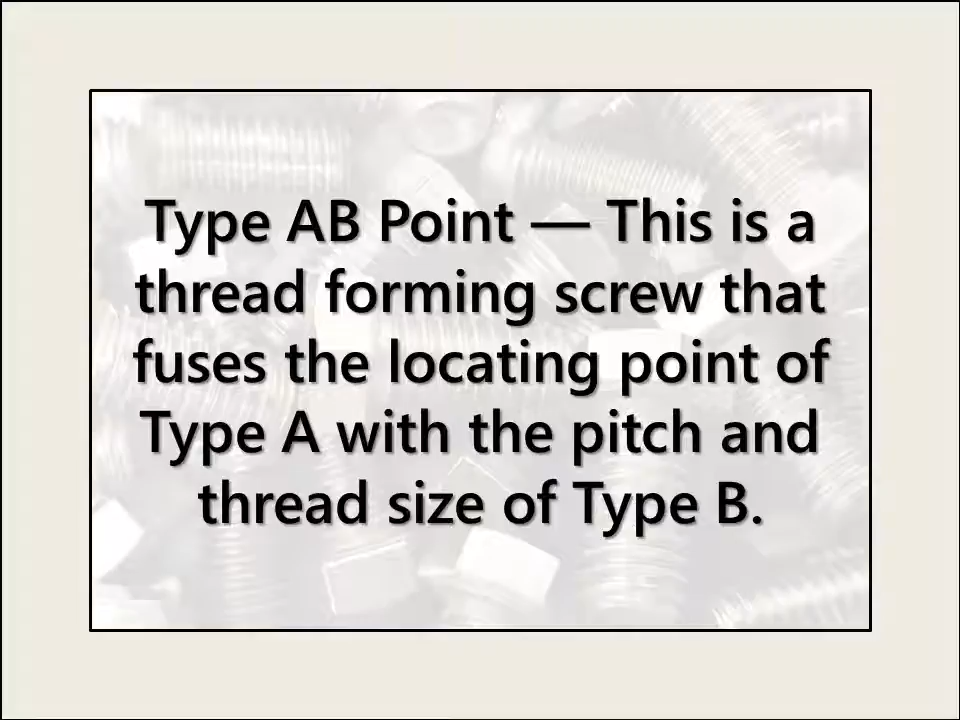 Type AB Point — This is a
thread forming screw that
fuses the locating point of
Type A with the pitch and
thread size of Type B.